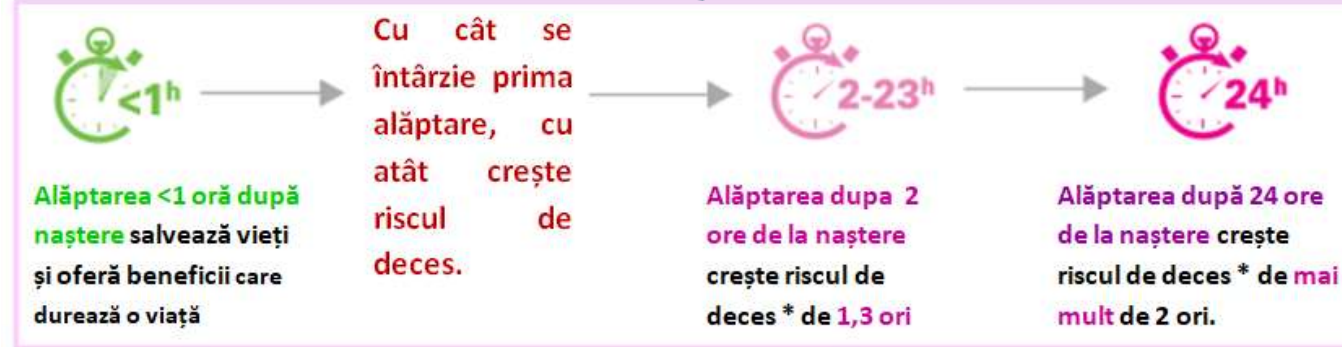 <1h
Alăptarea <1 oră după
naștere salvează vieți
și oferă beneficii care
durează o viață
Cu cât se
întârzie prima
alăptare, cu
atât crește
riscul de
deces.
2-23h
Alăptarea dupa 2
ore de la naștere
crește riscul de
deces * de 1,3 ori
24h
Alăptarea după 24 ore
de la naștere crește
riscul de deces * de mai
mult de 2 ori.